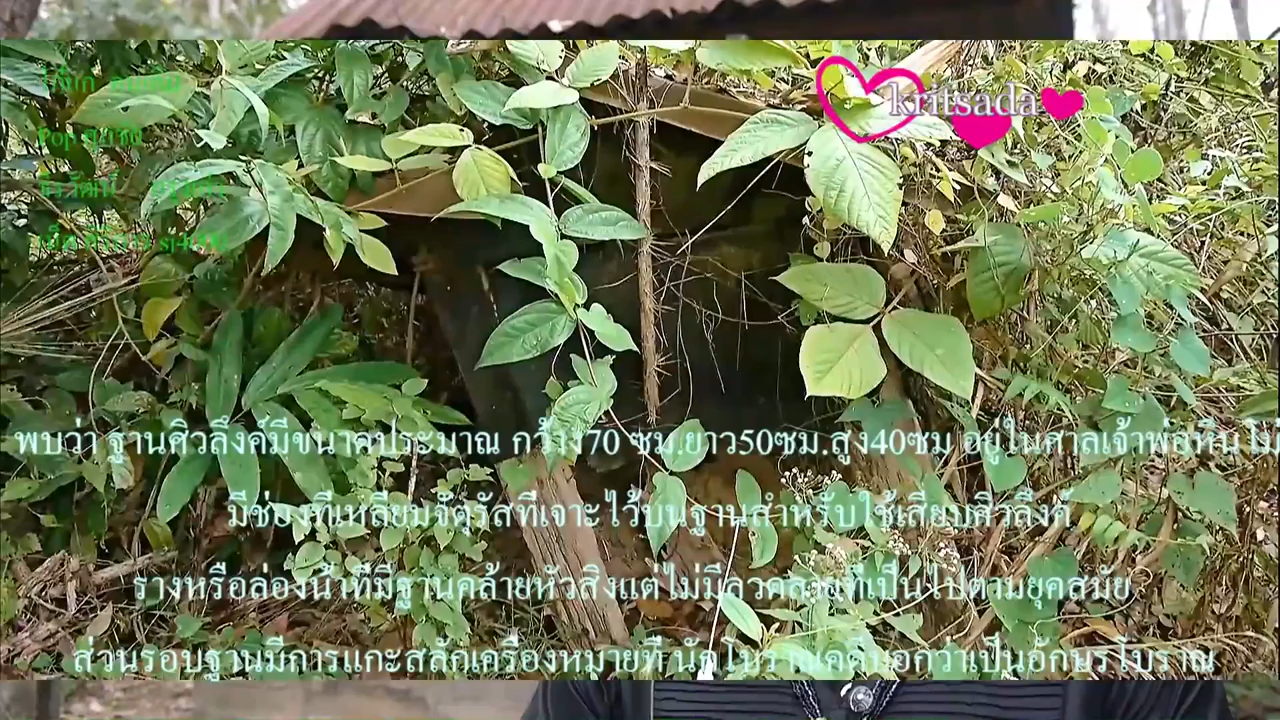 kritsada
Pop
พบว่า ฐานศิวลึงค์มีขนาดประมาณ กว้าง70 ซม.ยาว50ซม.สูง40ซม อยู่ในศาลเจ้าพ่อหินโม
มีช่องที่เหลี่ยมจัตุรัสที่เจาะไว้บนฐานสำหรับใช้เสียบศิวลึงค์
รางหรือล่องน้ำที่มีฐานคล้ายหัวสิงแต่ไม่มีลวดลายที่เป็นไปตามยุคสมัย
ส่วนรอบฐานมีการแกะสลักเครื่องหมายที่ นักโบราณคดีบอกว่าเป็นอักษรโบราณ